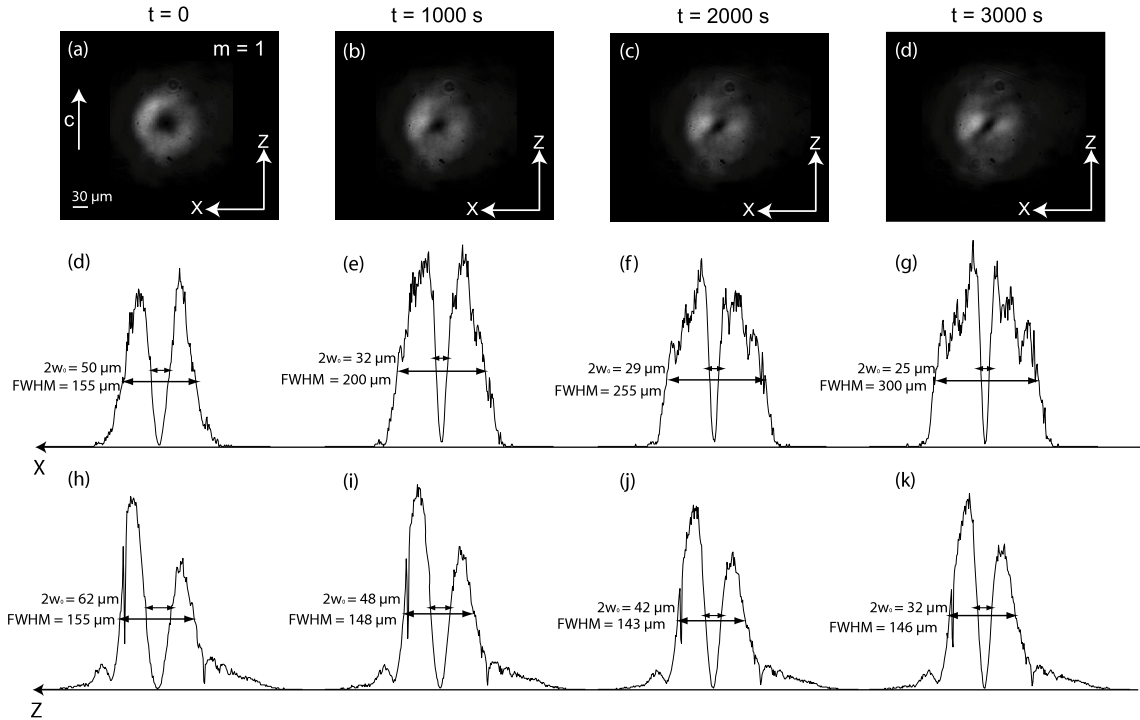 t = 0
t = 1000 s
t = 2000 s
t = 3000 s
(a)
m = 1
(b)
(c)
(d)
c
Z
Z
Z
Z
30 µm
X
X
X
X
(d)
(e)
(f)
(g)
2w₀ = 50 µm
FWHM = 155 µm
2w₀ = 32 µm
FWHM = 200 µm
2w₀ = 29 µm
FWHM = 255 µm
2w₀ = 25 µm
FWHM = 300 µm
X
(h)
(i)
(j)
(k)
2w₀ = 62 µm
FWHM = 155 µm
2w₀ = 48 µm
FWHM = 148 µm
2w₀ = 42 µm
FWHM = 143 µm
2w₀ = 32 µm
FWHM = 146 µm
Z